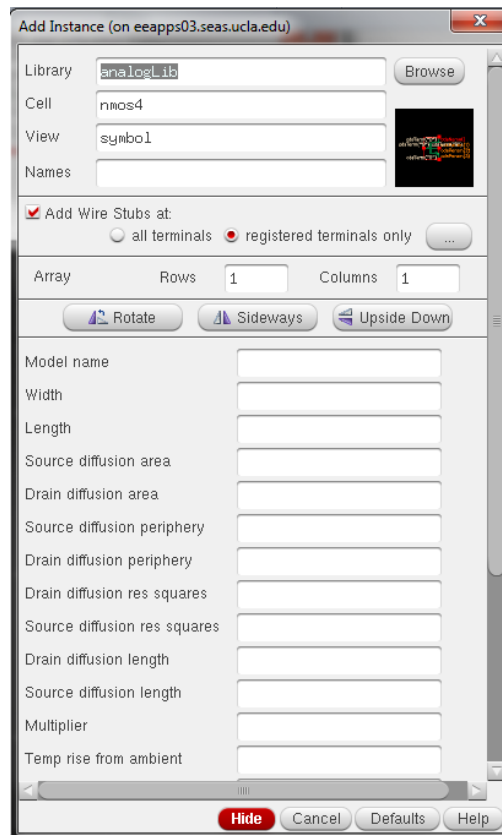 Add Instance (on eeapps03.seas.ucla.edu)
Library analogLib Browse
Cell nmos4
View symbol
Names
Add Wire Stubs at:
all terminals registered terminals only ...
Array Rows 1 Columns 1
Rotate Sideways Upside Down
Model name
Width
Length
Source diffusion area
Drain diffusion area
Source diffusion periphery
Drain diffusion periphery
Drain diffusion res squares
Source diffusion res squares
Drain diffusion length
Source diffusion length
Multiplier
Temp rise from ambient
Hide Cancel Defaults Help